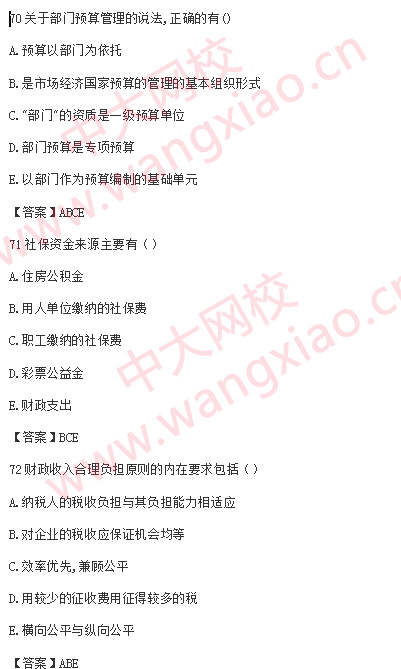 70关于部门预算管理的说法,正确的有()
A.预算以部门为依托
B.是市场经济国家预算的管理的基本组织形式
C."部门"的资质是一级预算单位
D.部门预算是专项预算
E.以部门作为预算编制的基础单元
【答案】ABCE
71社保资金来源主要有()
A.住房公积金
B.用人单位缴纳的社保费
C.职工缴纳的社保费
D.彩票公益金
E.财政支出
【答案】BCE
72财政收入合理负担原则的内在要求包括()
A.纳税人的税收负担与其负担能力相适应
B.对企业的税收应保证机会均等
C.效率优先,兼顾公平
D.用较少的征收费用征得较多的税
E.横向公平与纵向公平
【答案】ABE
中大网校
www.wangxiao.cn
中大网校
www.wangxiao.cn